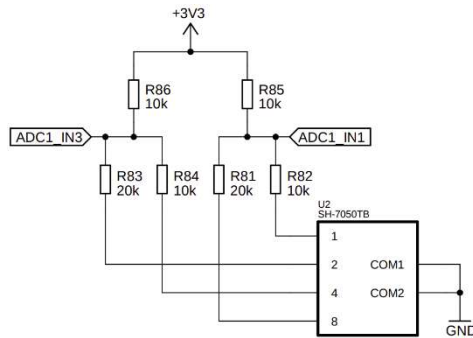 +3V3
R86
10k
R85
10k
ADC1_IN3
ADC1_IN1
R83
20k
R84
10k
R81
20k
R82
10k
U2
SH-7050TB
1
2
COM1
4
COM2
8
GND